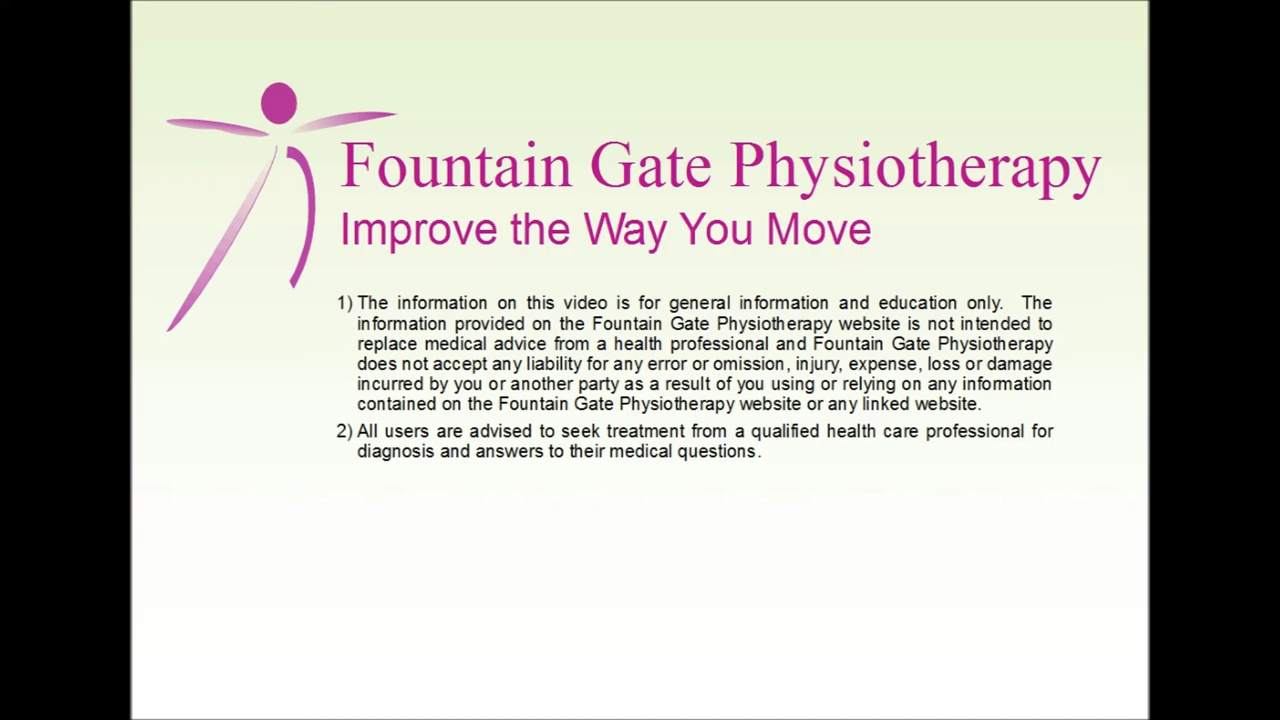 Fountain Gate Physiotherapy
Improve the Way You Move
1) The information on this video is for general information and education only. The
information provided on the Fountain Gate Physiotherapy website is not intended to
replace medical advice from a health professional and Fountain Gate Physiotherapy
does not accept any liability for any error or omission, injury, expense, loss or damage
incurred by you or another party as a result of you using or relying on any information
contained on the Fountain Gate Physiotherapy website or any linked website.
2) All users are advised to seek treatment from a qualified health care professional for
diagnosis and answers to their medical questions.